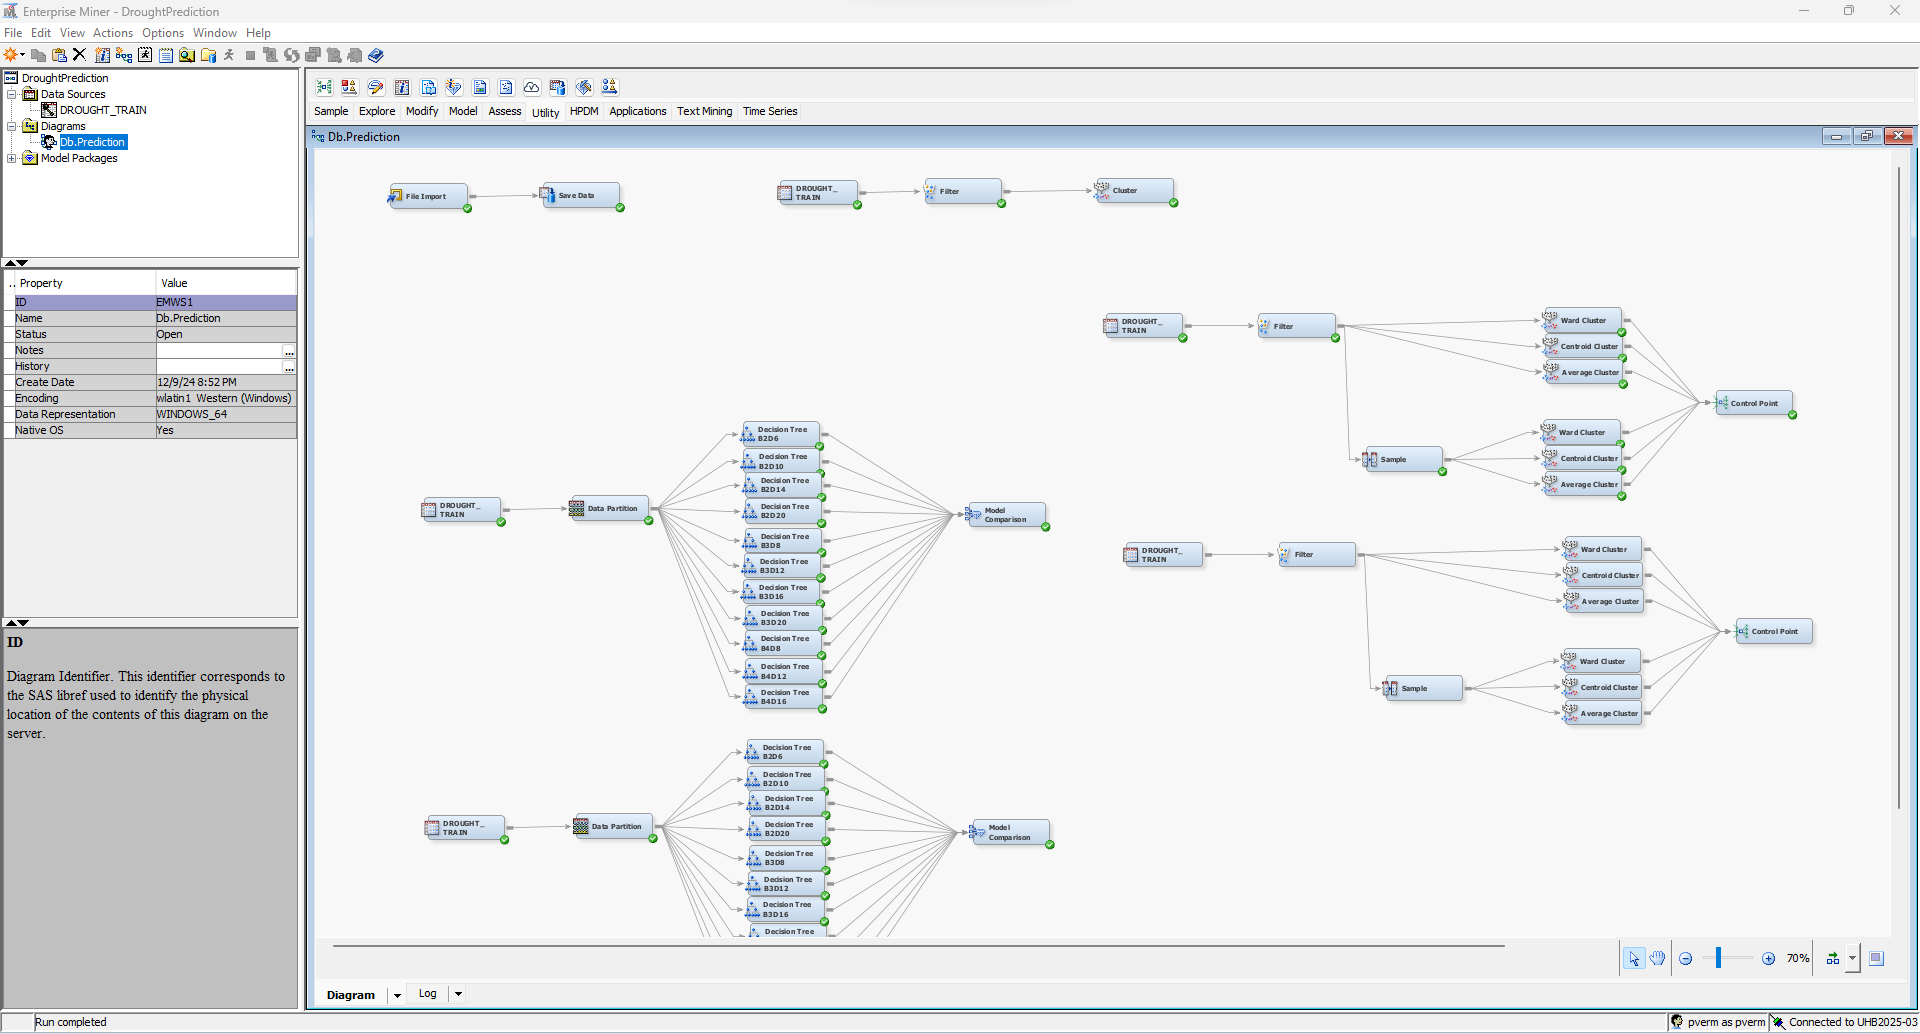 Enterprise Miner - DroughtPrediction
File Edit View Actions Options Window Help
DroughtPrediction
Data Sources
DROUGHT_TRAIN
Diagrams
Db.Prediction
Model Packages
.. Property Value
ID EMWS1
Name Db.Prediction
Status Open
Notes ...
History ...
Create Date 12/9/24 8:52 PM
Encoding wlatin1 Western (Windows)
Data Representation WINDOWS_64
Native OS Yes
ID
Diagram Identifier. This identifier corresponds to
the SAS libref used to identify the physical
location of the contents of this diagram on the
server.
Sample Explore Modify Model Assess Utility HPDM Applications Text Mining Time Series
Db.Prediction
File Import
Save Data
DROUGHT_
TRAIN
Filter
Cluster
DROUGHT_
TRAIN
Filter
Ward Cluster
Centroid Cluster
Average Cluster
Control Point
Sample
Ward Cluster
Centroid Cluster
Average Cluster
DROUGHT_
TRAIN
Data Partition
Decision Tree
B2D6
Decision Tree
B2D10
Decision Tree
B2D14
Decision Tree
B2D20
Decision Tree
B3D8
Decision Tree
B3D12
Decision Tree
B3D16
Decision Tree
B3D20
Decision Tree
B4D8
Decision Tree
B4D12
Decision Tree
B4D16
Model
Comparison
DROUGHT_
TRAIN
Filter
Ward Cluster
Centroid Cluster
Average Cluster
Control Point
Sample
Ward Cluster
Centroid Cluster
Average Cluster
DROUGHT_
TRAIN
Data Partition
Decision Tree
B2D6
Decision Tree
B2D10
Decision Tree
B2D14
Decision Tree
B2D20
Decision Tree
B3D8
Decision Tree
B3D12
Decision Tree
B3D16
Decision Tree
Model
Comparison
70%
Diagram Log
Run completed
pverm as pverm Connected to UHB2025-03